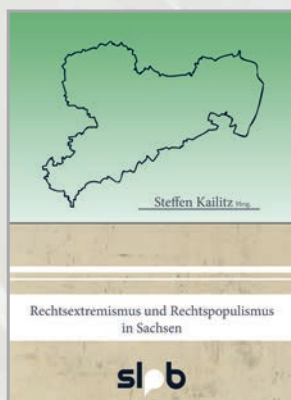 Steffen Kailitz Hrsg.
Rechtsextremismus und Rechtspopulismus
in Sachsen
slpb